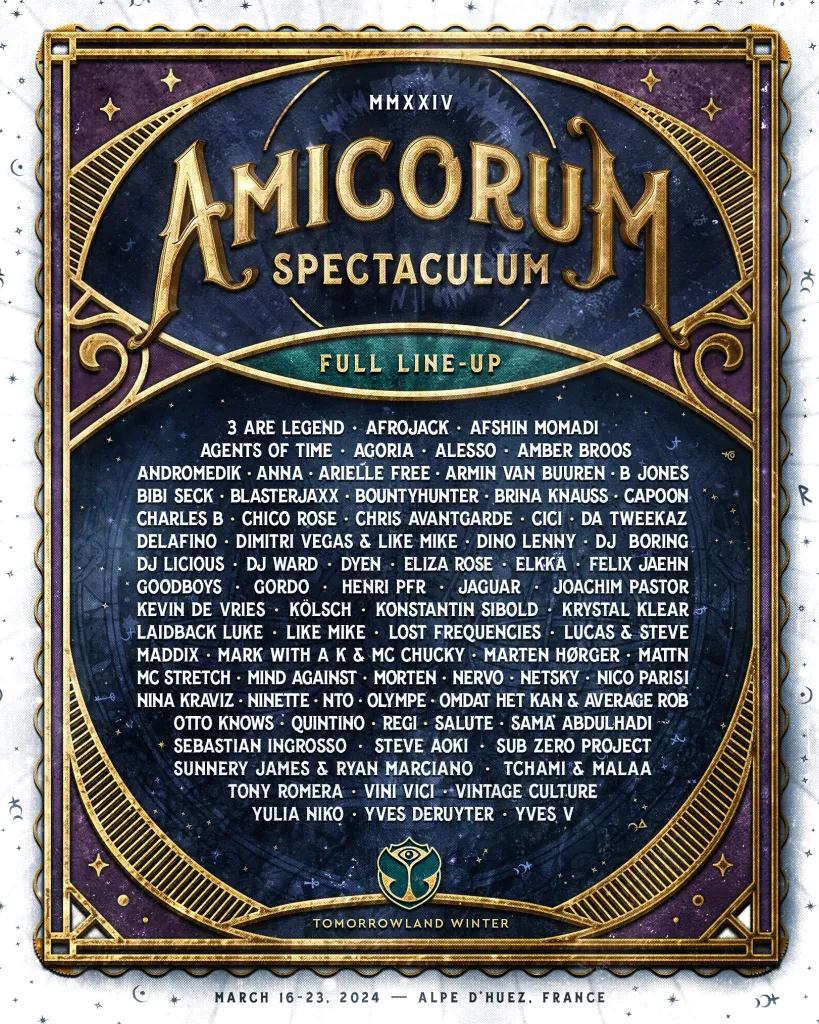 MMXXIV
AMICORUM
SPECTACULUM
FULL LINE-UP
3 ARE LEGEND · AFROJACK · AFSHIN MOMADI
AGENTS OF TIME · AGORIA · ALESSO · AMBER BROOS
ANDROMEDIK · ANNA · ARIELLE FREE · ARMIN VAN BUUREN · B JONES
BIBI SECK · BLASTERJAXX · BOUNTYHUNTER · BRINA KNAUSS · CAPOON
CHARLES B · CHICO ROSE · CHRIS AVANTGARDE · CICI · DA TWEEKAZ
DELAFINO · DIMITRI VEGAS & LIKE MIKE · DINO LENNY · DJ BORING
DJ LICIOUS · DJ WARD · DYEN · ELIZA ROSE · ELKKA · FELIX JAEHN
GOODBOYS · GORDO · HENRI PFR · JAGUAR · JOACHIM PASTOR
KEVIN DE VRIES · KÖLSCH · KONSTANTIN SIBOLD · KRYSTAL KLEAR
LAIDBACK LUKE · LIKE MIKE · LOST FREQUENCIES · LUCAS & STEVE
MADDIX · MARK WITH A K & MC CHUCKY · MARTEN HØRGER · MATTN
MC STRETCH · MIND AGAINST · MORTEN · NERVO · NETSKY · NICO PARISI
NINA KRAVIZ · NINETTE · NTO · OLYMPE · OMDAT HET KAN & AVERAGE ROB
OTTO KNOWS · QUINTINO · REGI · SALUTE · SAMA' ABDULHADI
SEBASTIAN INGROSSO · STEVE AOKI · SUB ZERO PROJECT
SUNNERY JAMES & RYAN MARCIANO · TCHAMI & MALAA
TONY ROMERA · VINI VICI · VINTAGE CULTURE
YULIA NIKO · YVES DERUYTER · YVES V
TOMORROWLAND WINTER
MARCH 16-23, 2024 — ALPE D'HUEZ, FRANCE